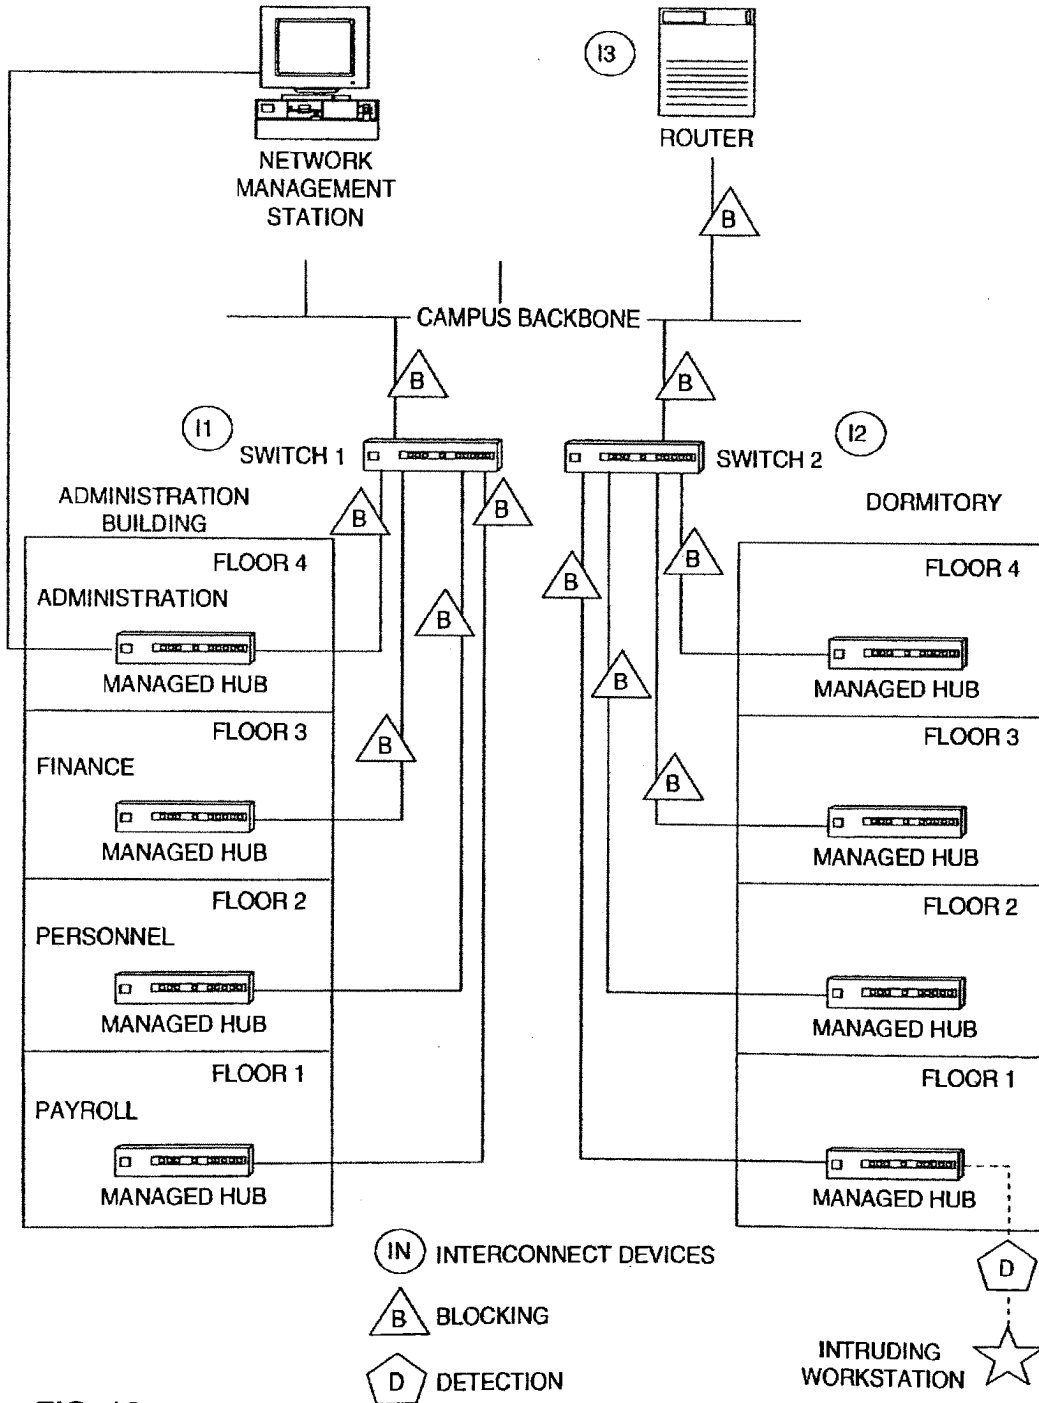 I3
ROUTER
NETWORK
MANAGEMENT
STATION
B
CAMPUS BACKBONE
B
B
I1
SWITCH 1
I2
SWITCH 2
ADMINISTRATION
BUILDING
DORMITORY
B
B
B
B
B
B
B
B
FLOOR 4
ADMINISTRATION
MANAGED HUB
FLOOR 3
FINANCE
MANAGED HUB
FLOOR 2
PERSONNEL
MANAGED HUB
FLOOR 1
PAYROLL
MANAGED HUB
FLOOR 4
MANAGED HUB
FLOOR 3
MANAGED HUB
FLOOR 2
MANAGED HUB
FLOOR 1
MANAGED HUB
D
INTRUDING
WORKSTATION
IN INTERCONNECT DEVICES
B BLOCKING
D DETECTION